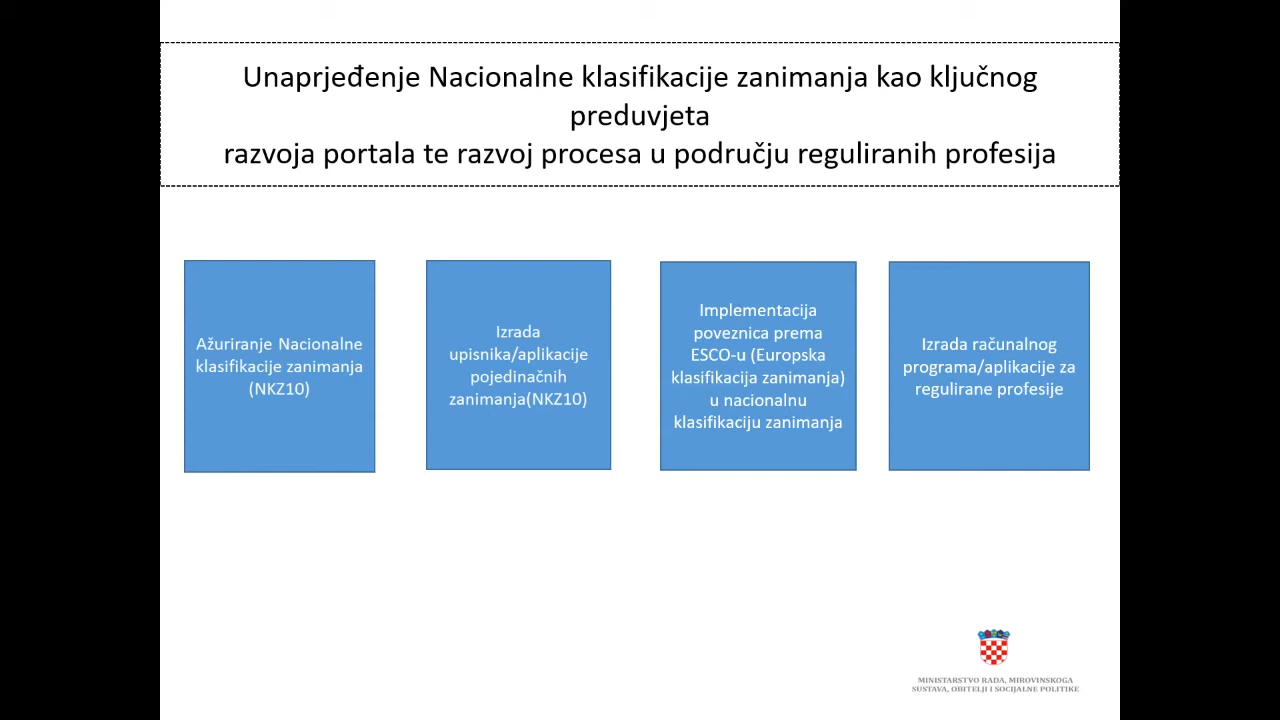 Unaprjeđenje Nacionalne klasifikacije zanimanja kao ključnog
preduvjeta
razvoja portala te razvoj procesa u području reguliranih profesija
Ažuriranje Nacionalne
klasifikacije zanimanja
(NKZ10)
Izrada
upisnika/aplikacije
pojedinačnih
zanimanja(NKZ10)
Implementacija
poveznica prema
ESCO-u (Europska
klasifikacija zanimanja)
u nacionalnu
klasifikaciju zanimanja
Izrada računalnog
programa/aplikacije za
regulirane profesije
MINISTARSTVO RADA, MIROVINSKOGA
SUSTAVA, OBITELJI I SOCIJALNE POLITIKE